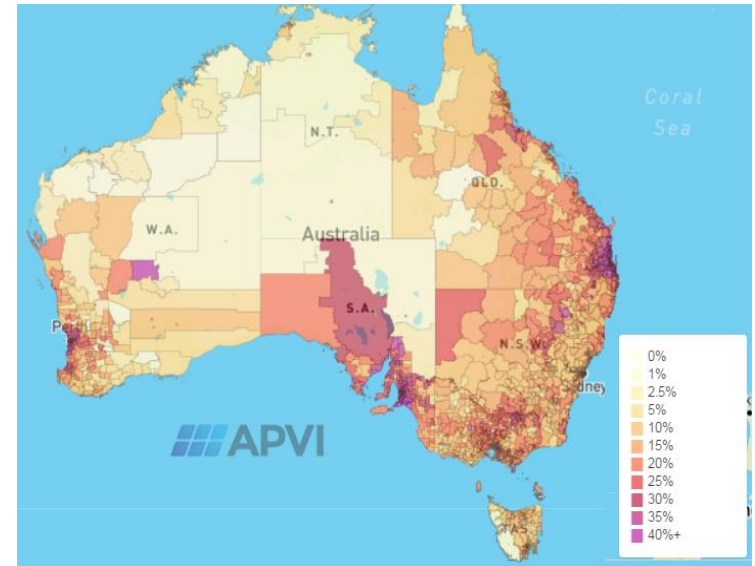 Coral
Sea
N.T.
QLD.
W.A.
Australia
S.A.
Perth
N.S.W.
Sydney
APVI
TAS.
0%
1%
2.5%
5%
10%
15%
20%
25%
30%
35%
40%+